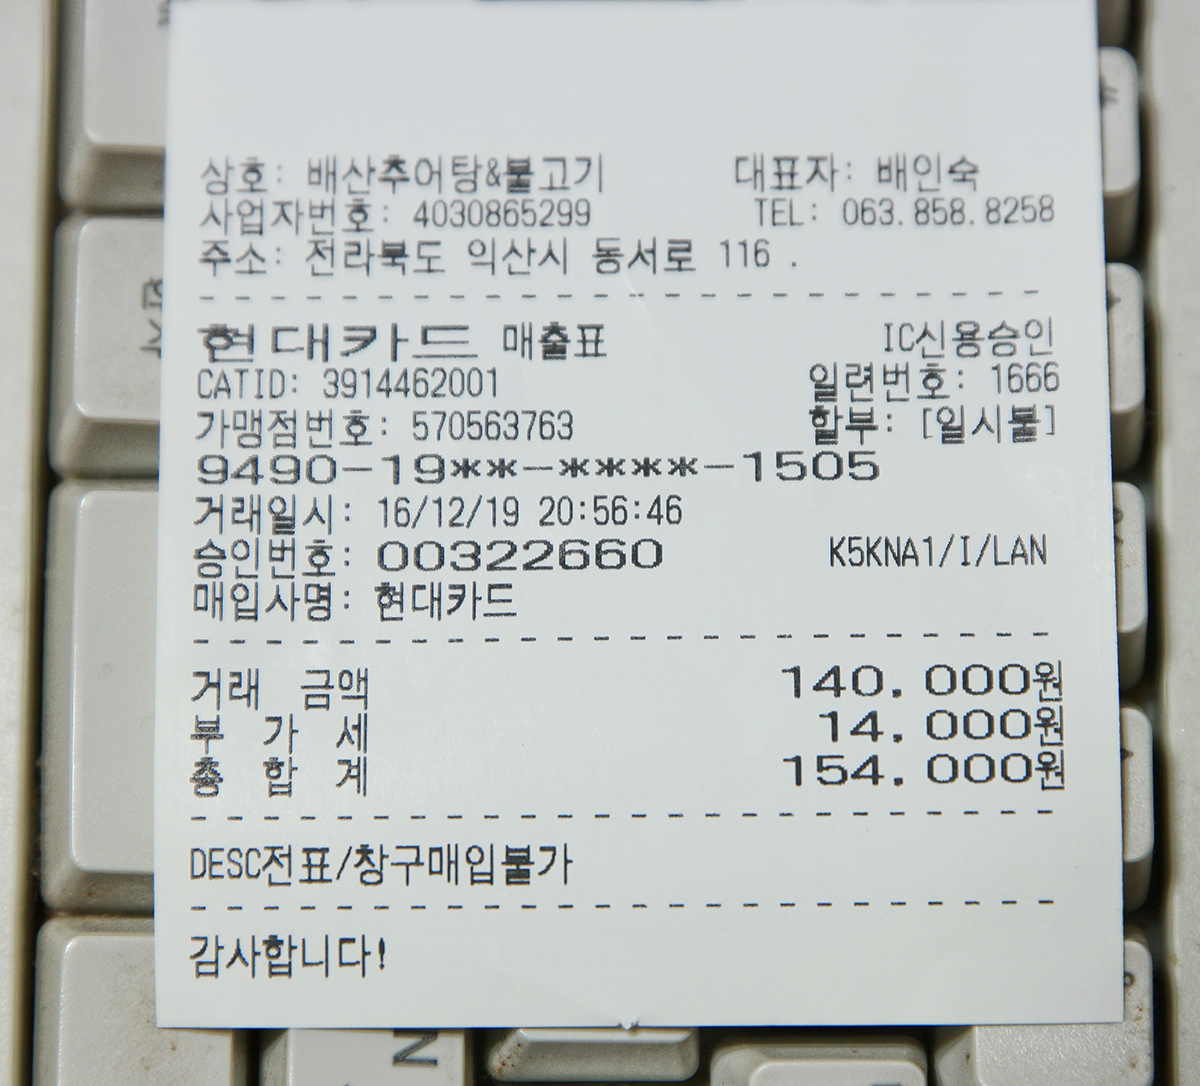 상호: 배산추어탕&불고기 대표자: 배인숙
사업자번호: 4030865299 TEL: 063.858.8258
주소: 전라북도 익산시 동서로 116 .
현대카드 매출표 IC신용승인
CATID: 3914462001 일련번호: 1666
가맹점번호: 570563763 할부: [일시불]
9490-19**-****-1505
거래일시: 16/12/19 20:56:46
승인번호: 00322660 K5KNA1/I/LAN
매입사명: 현대카드
거래 금액 140.000원
부 가 세 14.000원
총 합 계 154.000원
DESC전표/창구매입불가
감사합니다!
N